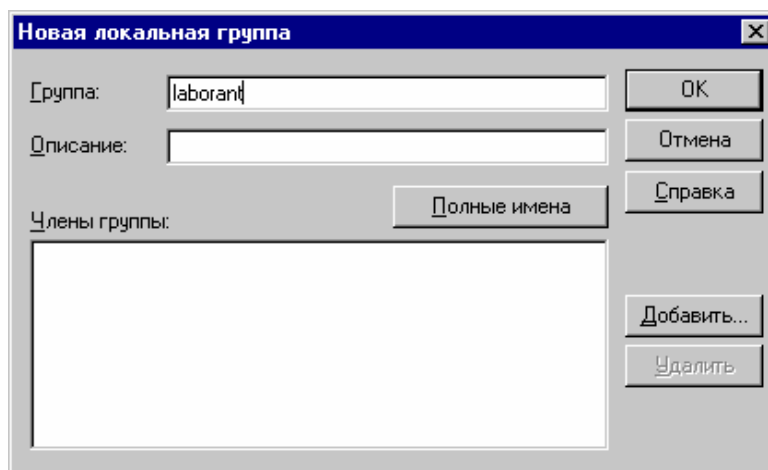 Новая локальная группа
Группа: laborant OK
Описание: Отмена
Справка
Полные имена
Члены группы:
Добавить...
Удалить